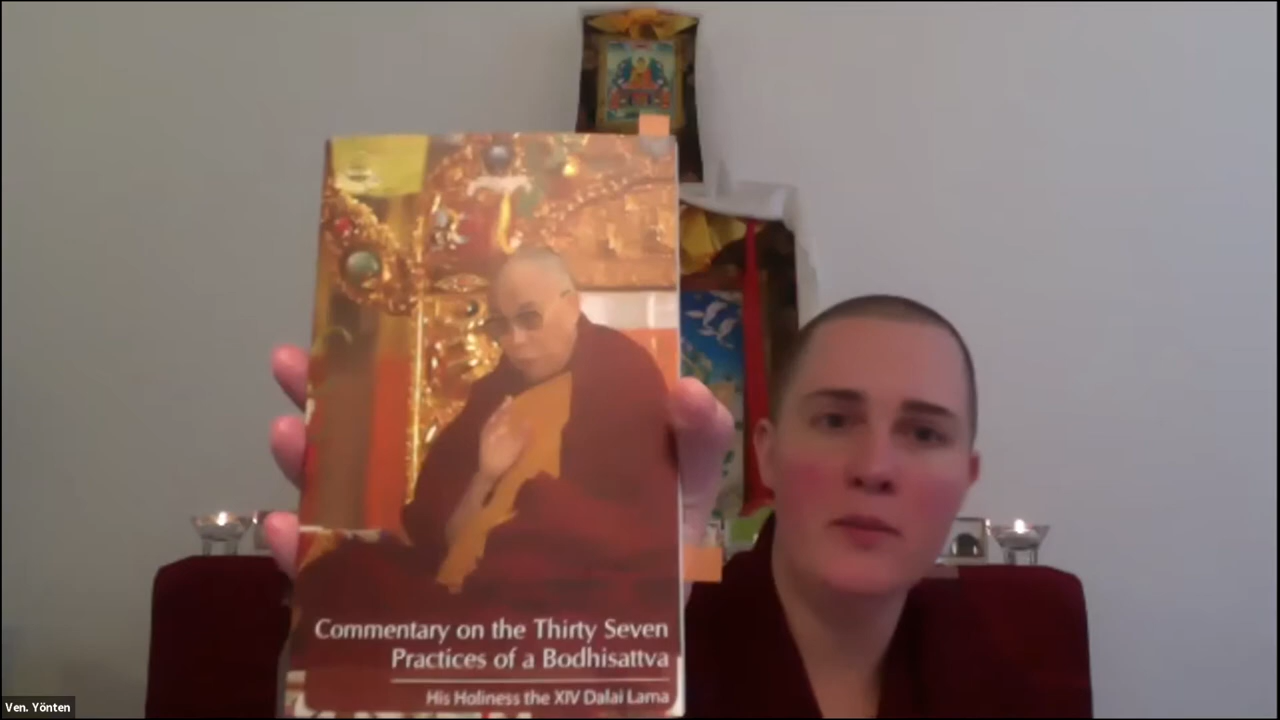 Commentary on the Thirty Seven
Practices of a Bodhisattva
His Holiness the XIV Dalai Lama
Ven. Yönten